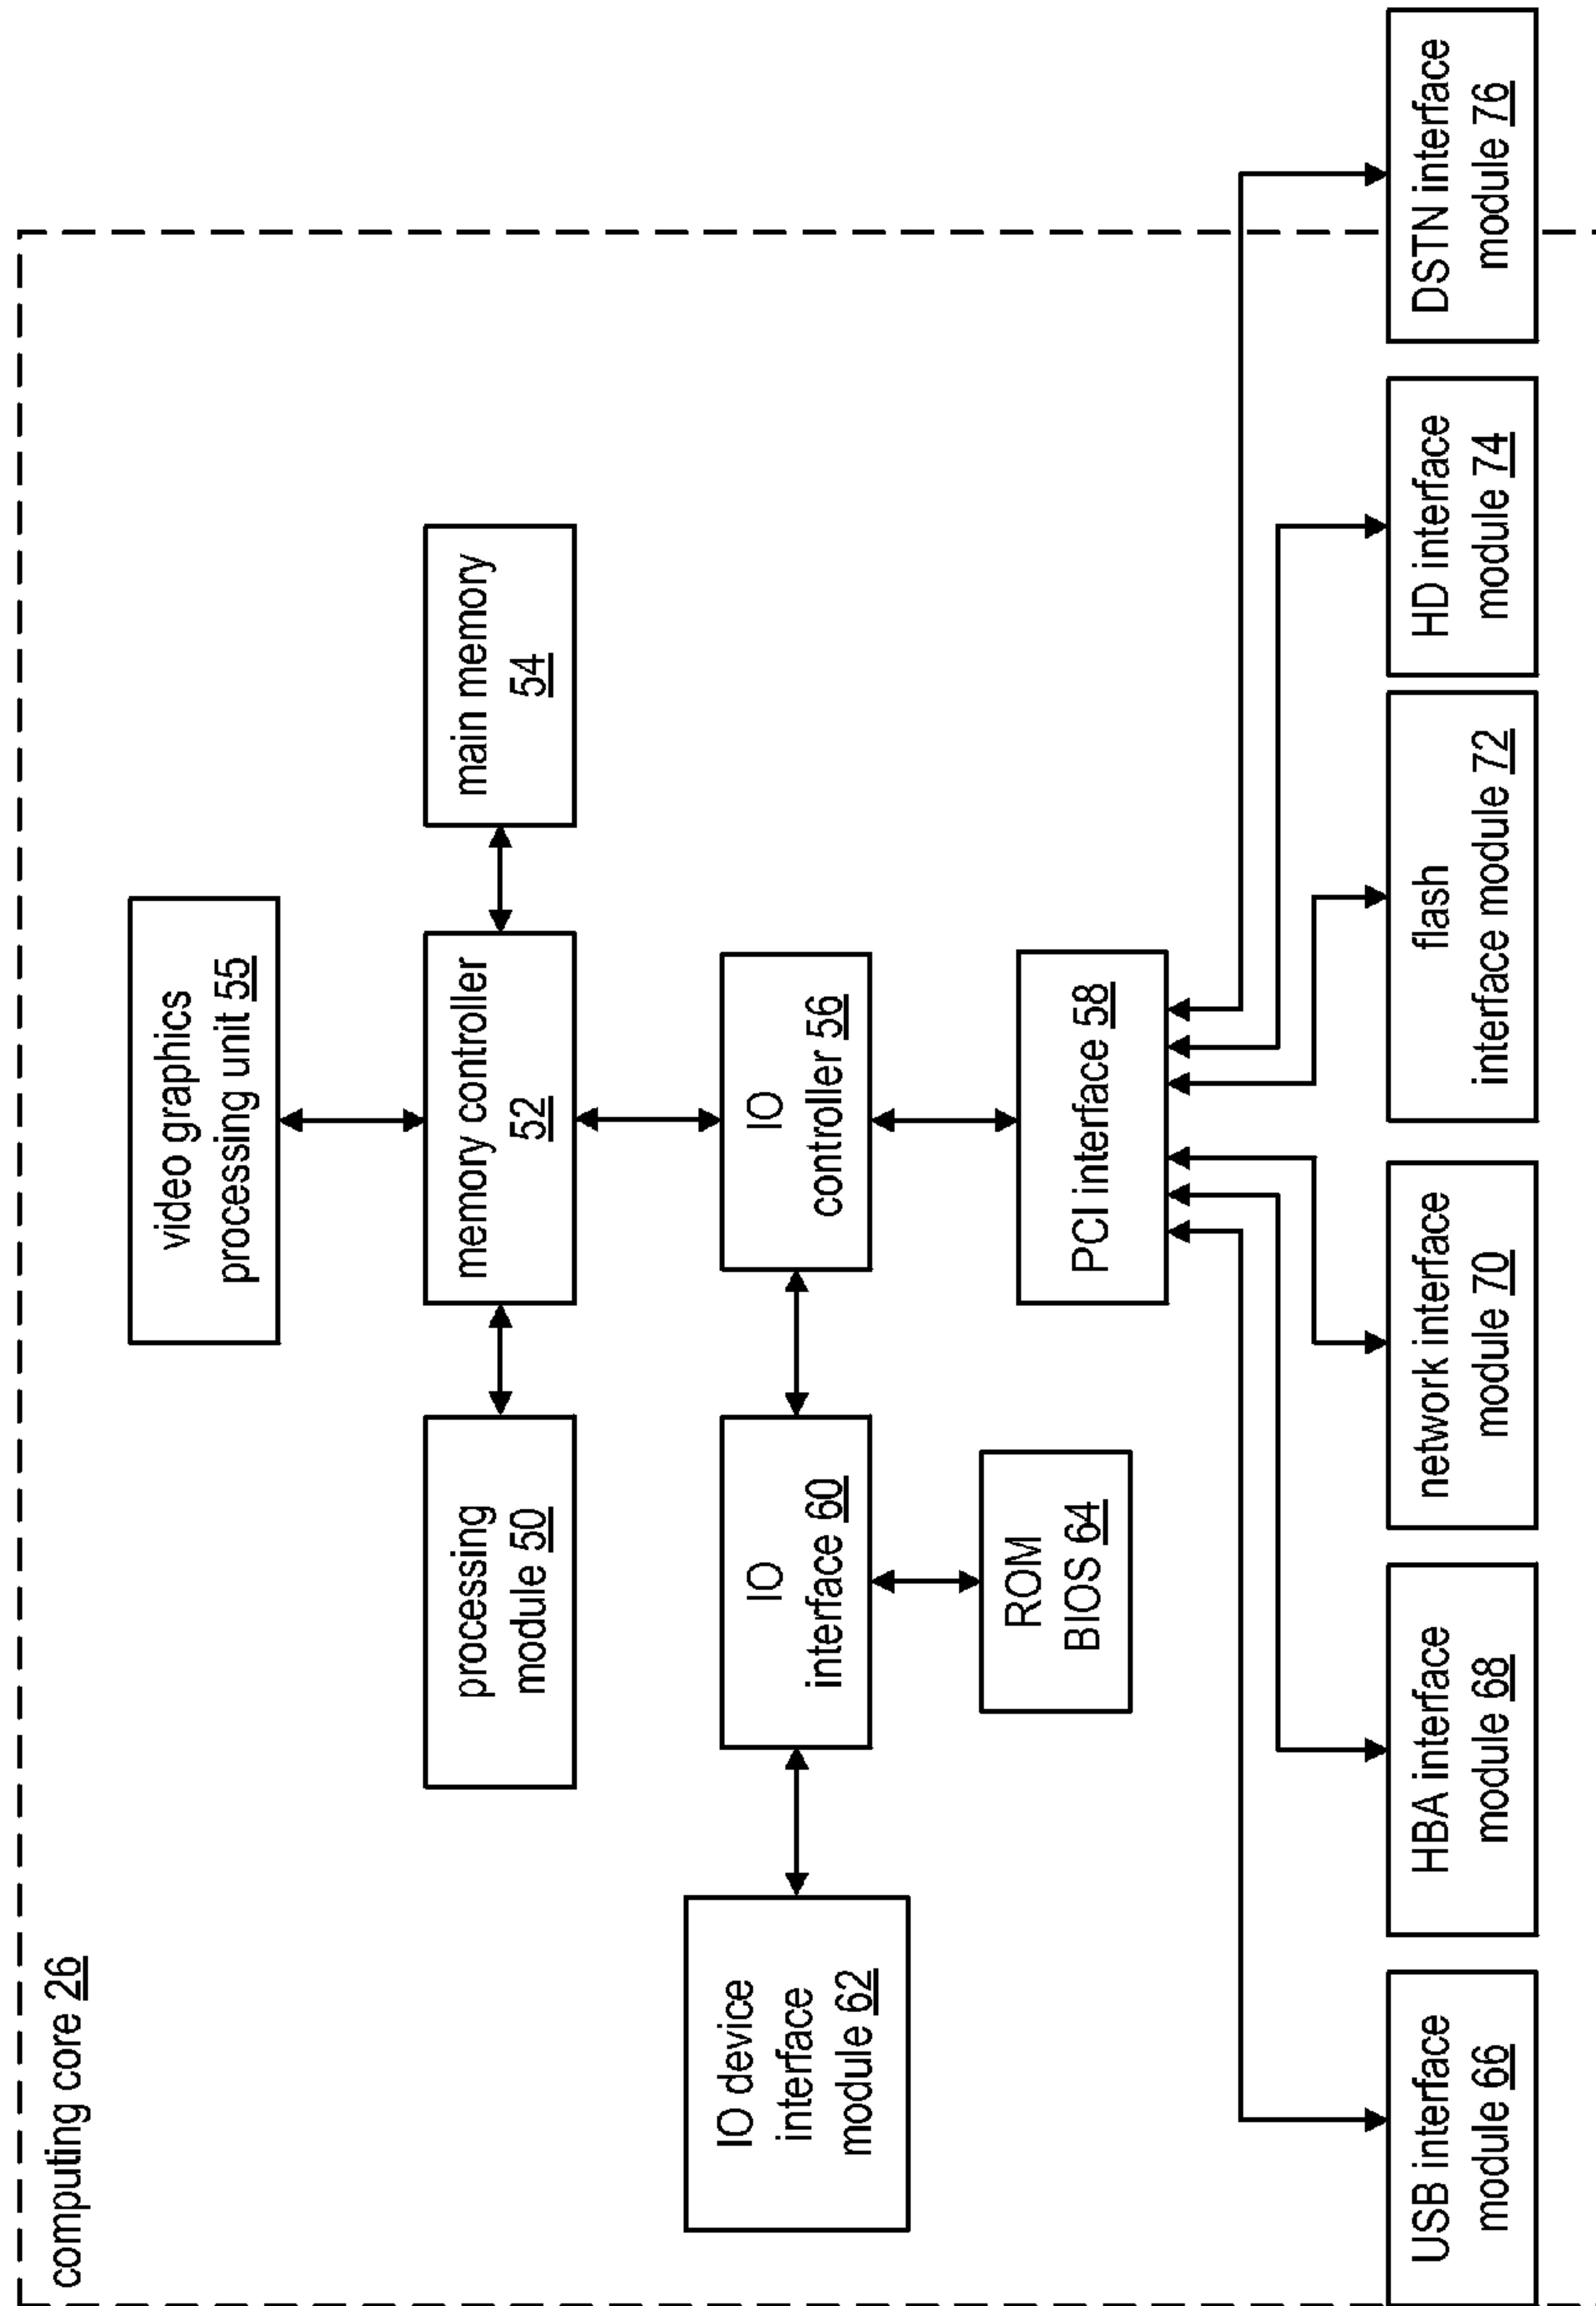 computing core 26
video graphics
processing unit 55
processing
module 50
memory controller
52
main memory
54
IO device
interface
module 62
IO
interface 60
IO
controller 56
ROM
BIOS 64
PCI interface 58
USB interface
module 66
HBA interface
module 68
network interface
module 70
flash
interface module 72
HD interface
module 74
DSTN interface
module 76